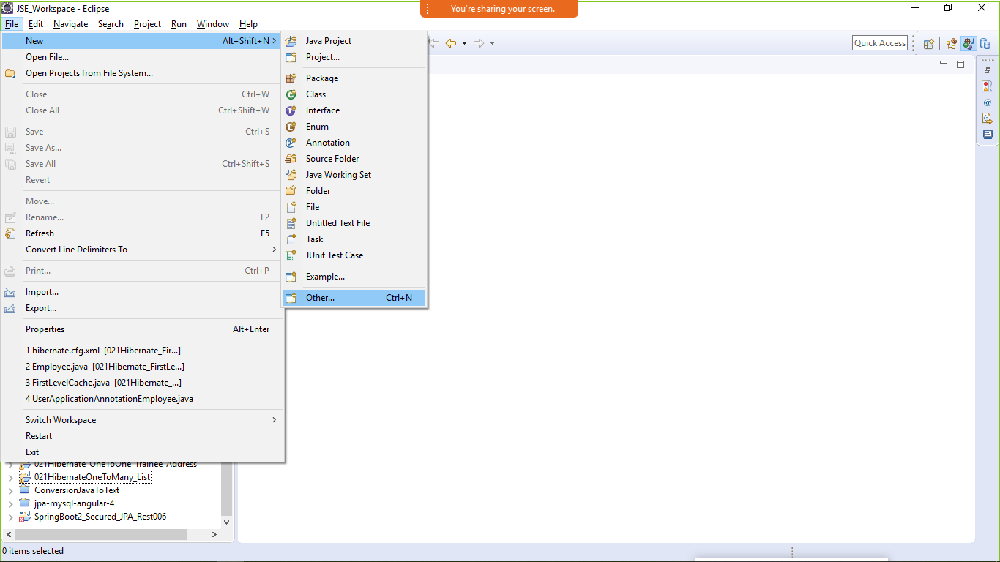 JSE_Workspace - Eclipse
You're sharing your screen.
File Edit Navigate Search Project Run Window Help
Quick Access
New Alt+Shift+N
Open File...
Open Projects from File System...
Close Ctrl+W
Close All Ctrl+Shift+W
Save Ctrl+S
Save As...
Save All Ctrl+Shift+S
Revert
Move...
Rename... F2
Refresh F5
Convert Line Delimiters To
Print... Ctrl+P
Import...
Export...
Properties Alt+Enter
1 hibernate.cfg.xml [021Hibernate_Fir...]
2 Employee.java [021Hibernate_FirstLe...]
3 FirstLevelCache.java [021Hibernate_...]
4 UserApplicationAnnotationEmployee.java
Switch Workspace
Restart
Exit
Java Project
Project...
Package
Class
Interface
Enum
Annotation
Source Folder
Java Working Set
Folder
File
Untitled Text File
Task
JUnit Test Case
Example...
Other... Ctrl+N
021Hibernate_OneToOne_Trainee_Address
021HibernateOneToMany_List
ConversionJavaToText
jpa-mysql-angular-4
SpringBoot2_Secured_JPA_Rest006
0 items selected